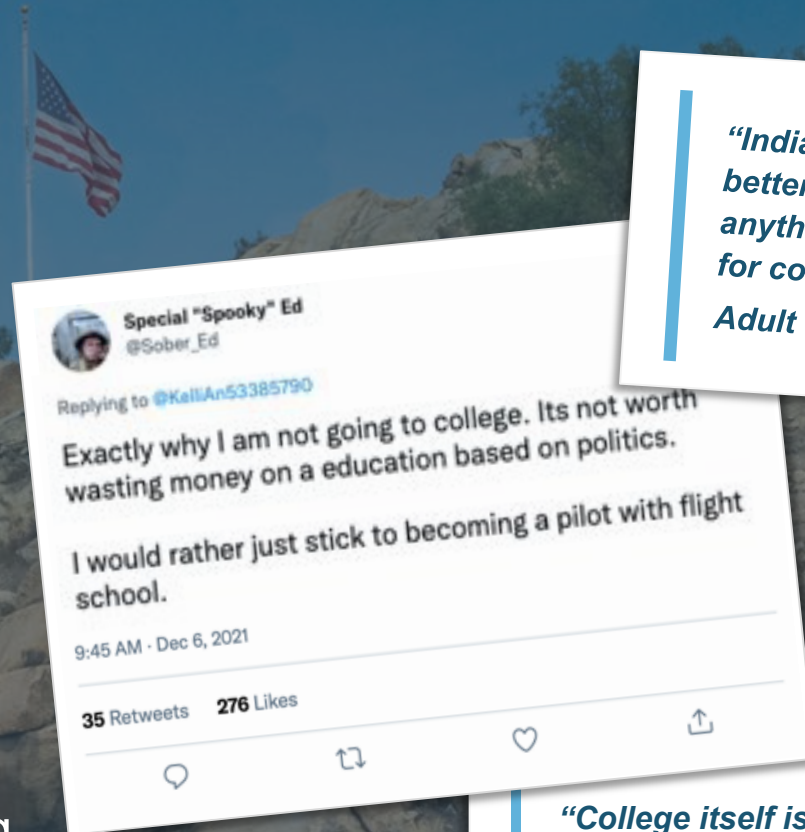 “India
better
anyth
for co
Adult
Special "Spooky" Ed
@Sober_Ed
Replying to @KelliAn53385790
Exactly why I am not going to college. Its not worth
wasting money on a education based on politics.
I would rather just stick to becoming a pilot with flight
school.
9:45 AM · Dec 6, 2021
35 Retweets 276 Likes
“College itself is
g